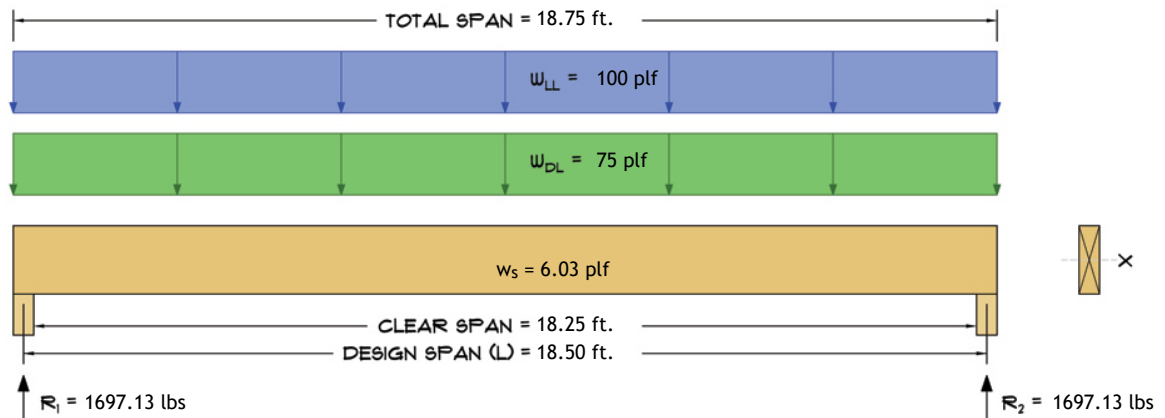 TOTAL SPAN = 18.75 ft.
WLL = 100 plf
WDL = 75 plf
ws = 6.03 plf
X
CLEAR SPAN = 18.25 ft.
DESIGN SPAN (L) = 18.50 ft.
R1 = 1697.13 lbs
R2 = 1697.13 lbs